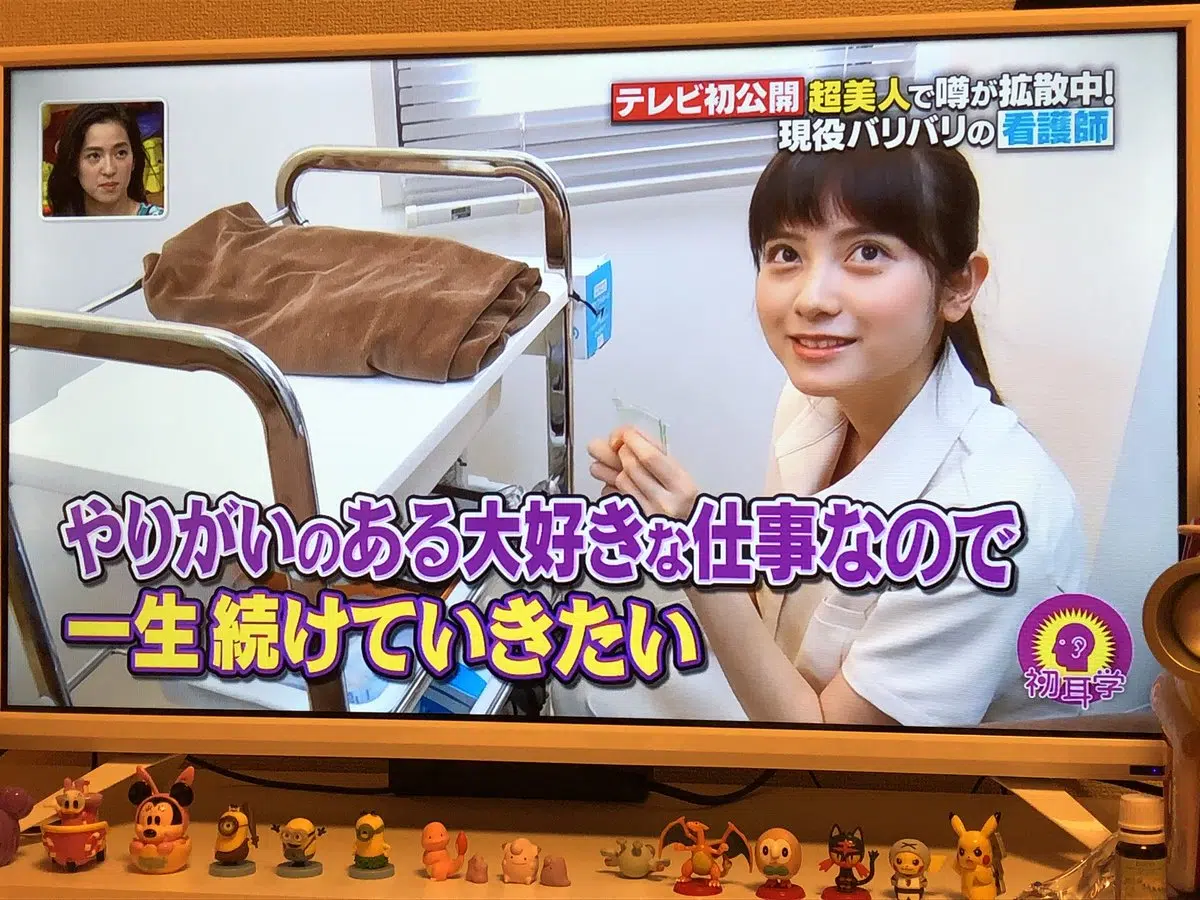 テレビ初公開 超美人で噂が拡散中!
現役バリバリの看護師
やりがいのある大好きな仕事なので
一生続けていきたい
初耳学